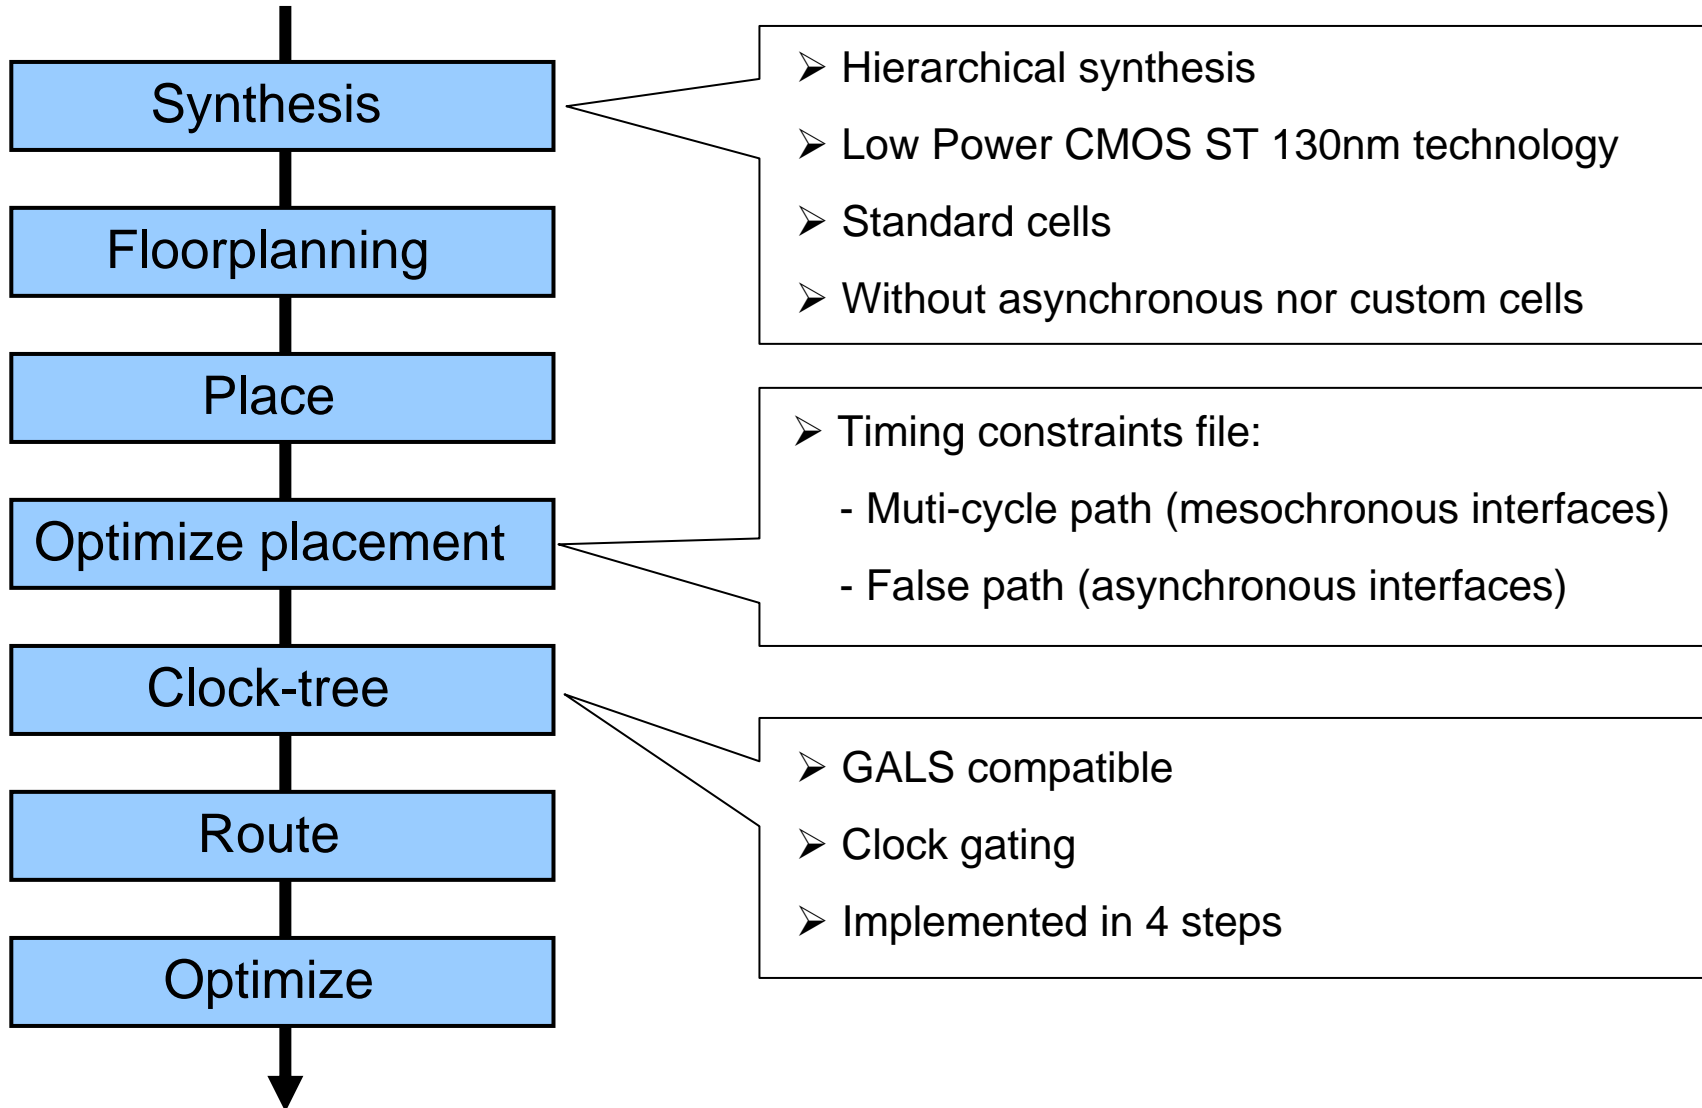 Synthesis
Floorplanning
Place
Optimize placement
Clock-tree
Route
Optimize
➢ Hierarchical synthesis
➢ Low Power CMOS ST 130nm technology
➢ Standard cells
➢ Without asynchronous nor custom cells
➢ Timing constraints file:
- Muti-cycle path (mesochronous interfaces)
- False path (asynchronous interfaces)
➢ GALS compatible
➢ Clock gating
➢ Implemented in 4 steps